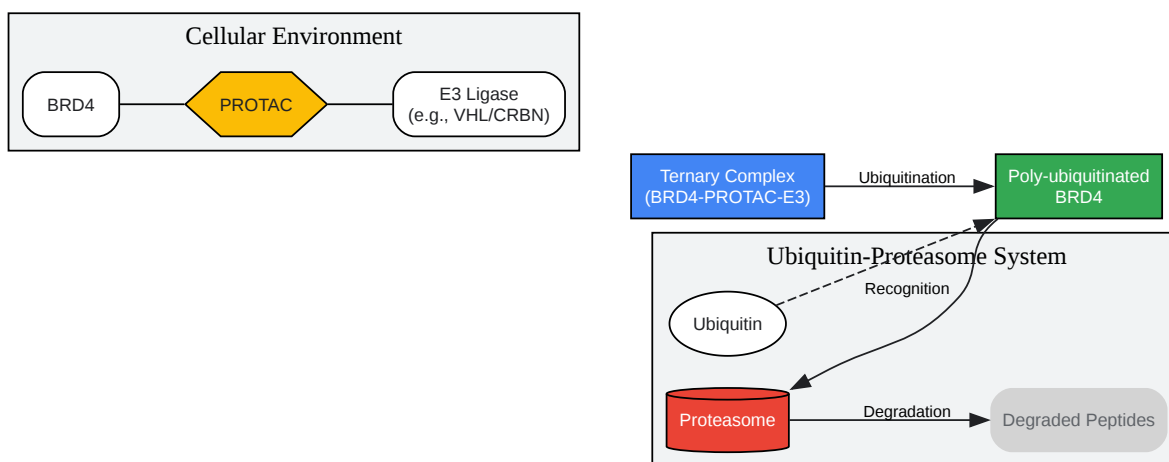 Cellular Environment
BRD4
PROTAC
E3 Ligase
(e.g., VHL/CRBN)
Ternary Complex
(BRD4-PROTAC-E3)
Ubiquitination
Poly-ubiquitinated
BRD4
Ubiquitin-Proteasome System
Recognition
Ubiquitin
Proteasome
Degradation
Degraded Peptides